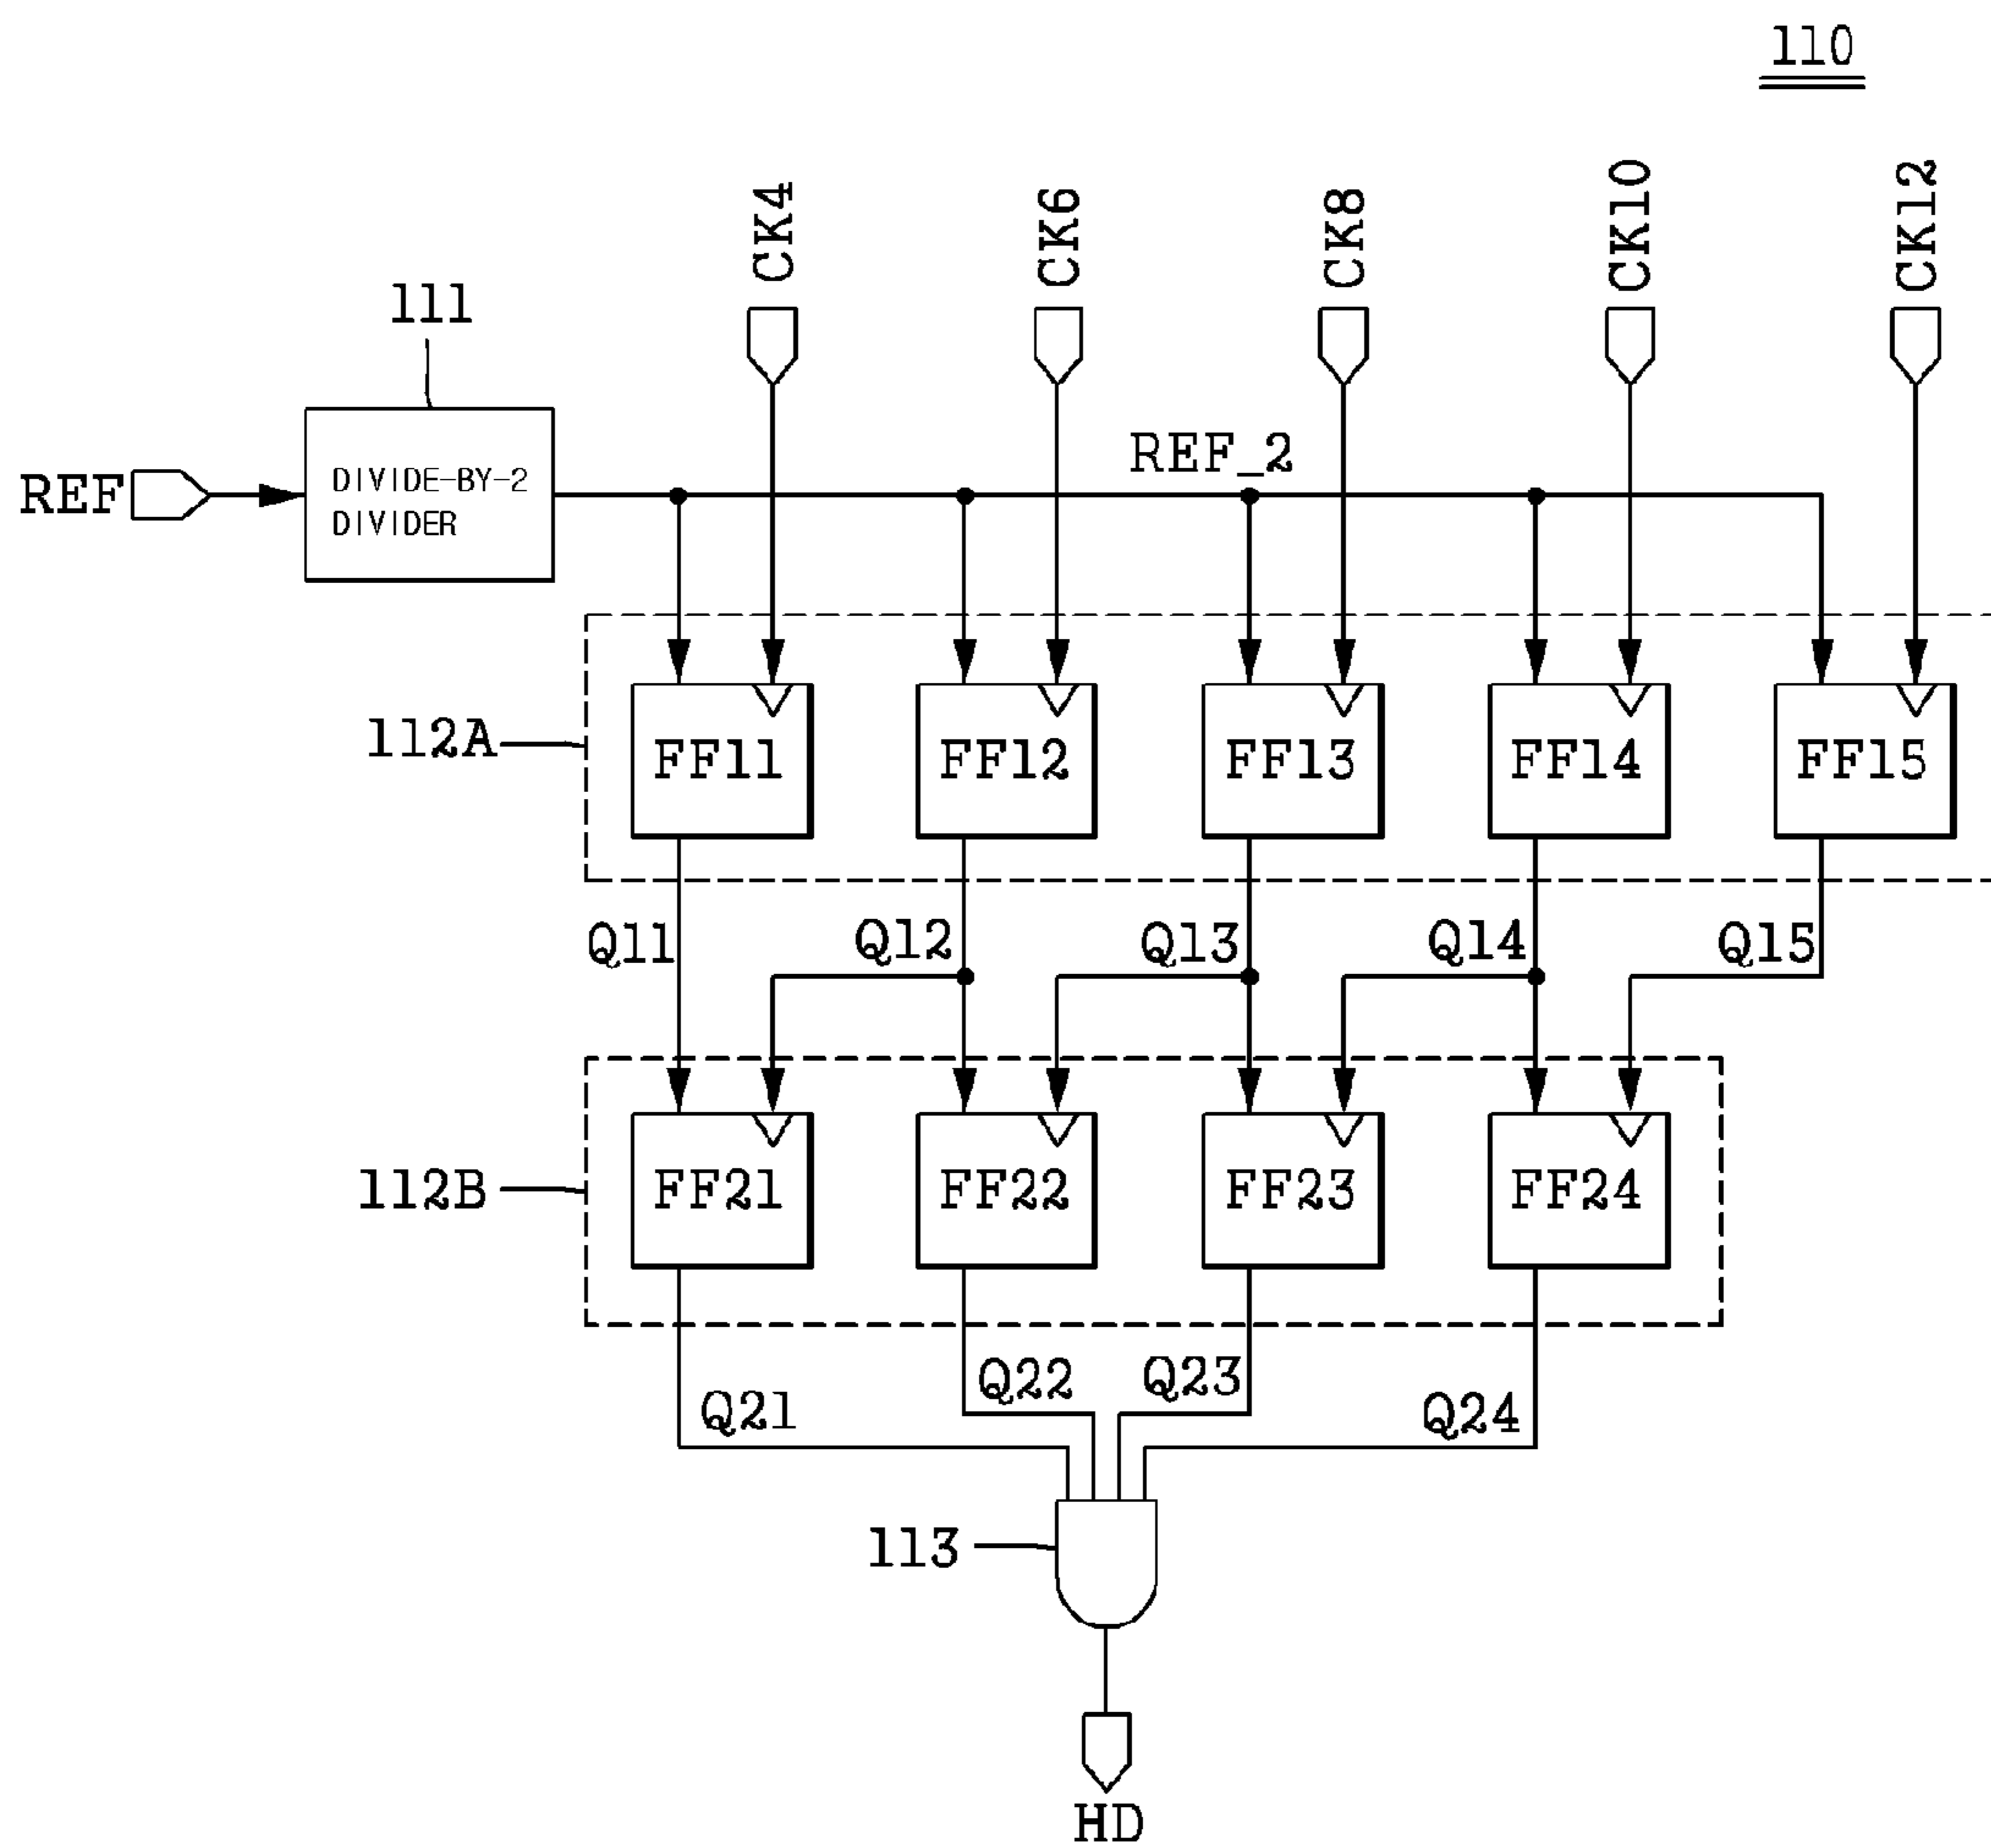 110
CK4
CK6
CK8
CK10
CK12
111
REF
DIVIDE-BY-2
DIVIDER
REF_2
112A
FF11
FF12
FF13
FF14
FF15
Q11
Q12
Q13
Q14
Q15
112B
FF21
FF22
FF23
FF24
Q21
Q22
Q23
Q24
113
HD